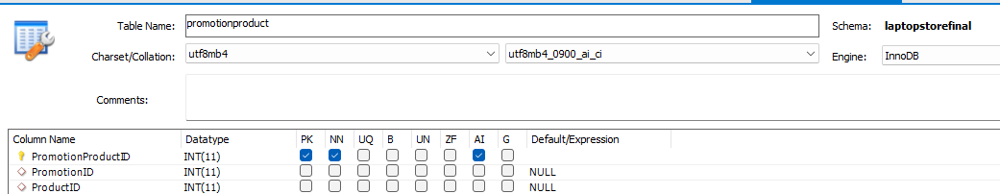 Table Name: promotionproduct Schema: laptopstorefinal
Charset/Collation: utf8mb4 utf8mb4_0900_ai_ci Engine: InnoDB
Comments:
Column Name Datatype PK NN UQ B UN ZF AI G Default/Expression
PromotionProductID INT(11)
PromotionID INT(11) NULL
ProductID INT(11) NULL